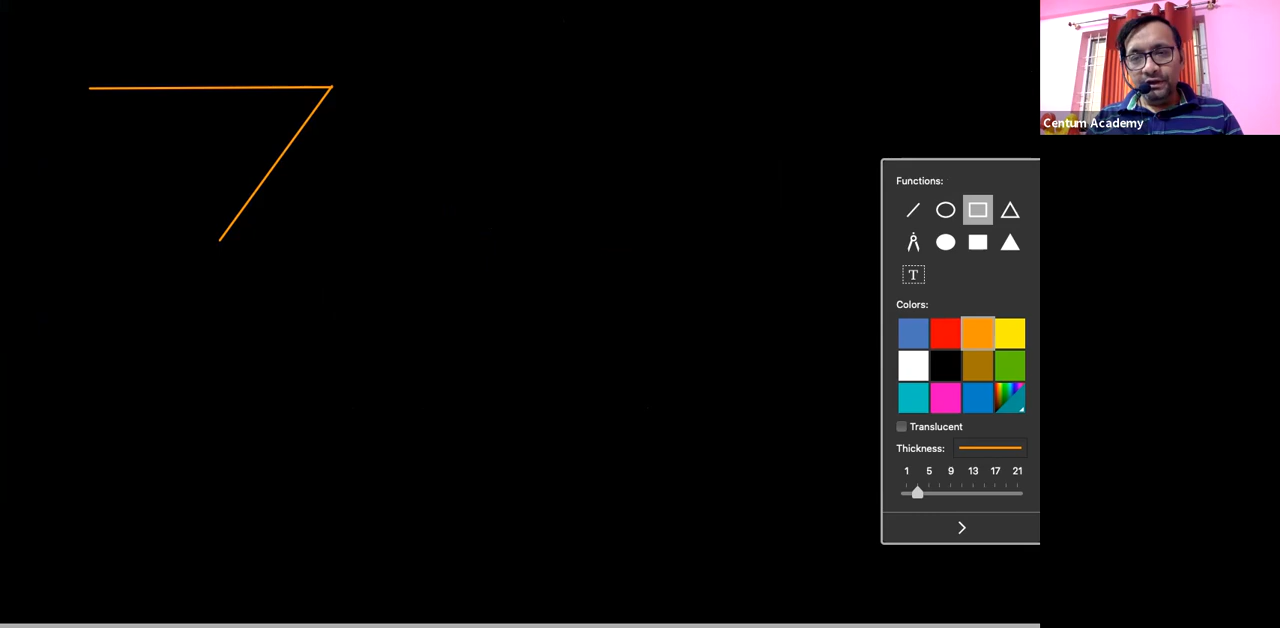 Centum Academy
Functions:
T
Colors:
Translucent
Thickness:
1 5 9 13 17 21